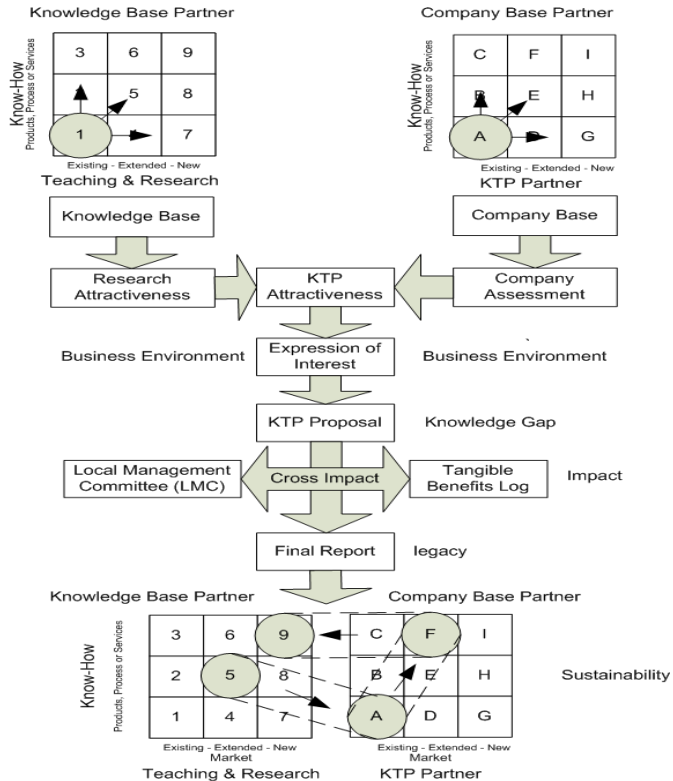 Knowledge Base Partner
Company Base Partner
Know-How
Products, Process or Services
3 6 9
5 8
1 7
Existing - Extended - New
Teaching & Research
Know-How
Products, Process or Services
C F I
B E H
A D G
Existing - Extended - New
KTP Partner
Knowledge Base
Company Base
Research
Attractiveness
KTP
Attractiveness
Company
Assessment
Business Environment
Expression of
Interest
Business Environment
KTP Proposal
Knowledge Gap
Local Management
Committee (LMC)
Cross Impact
Tangible
Benefits Log
Impact
Final Report
legacy
Knowledge Base Partner
Company Base Partner
Know-How
Products, Process or Services
3 6 9
2 5 8
1 4 7
Existing - Extended - New
Market
Teaching & Research
C F I
B E H
A D G
Existing - Extended - New
Market
KTP Partner
Sustainability